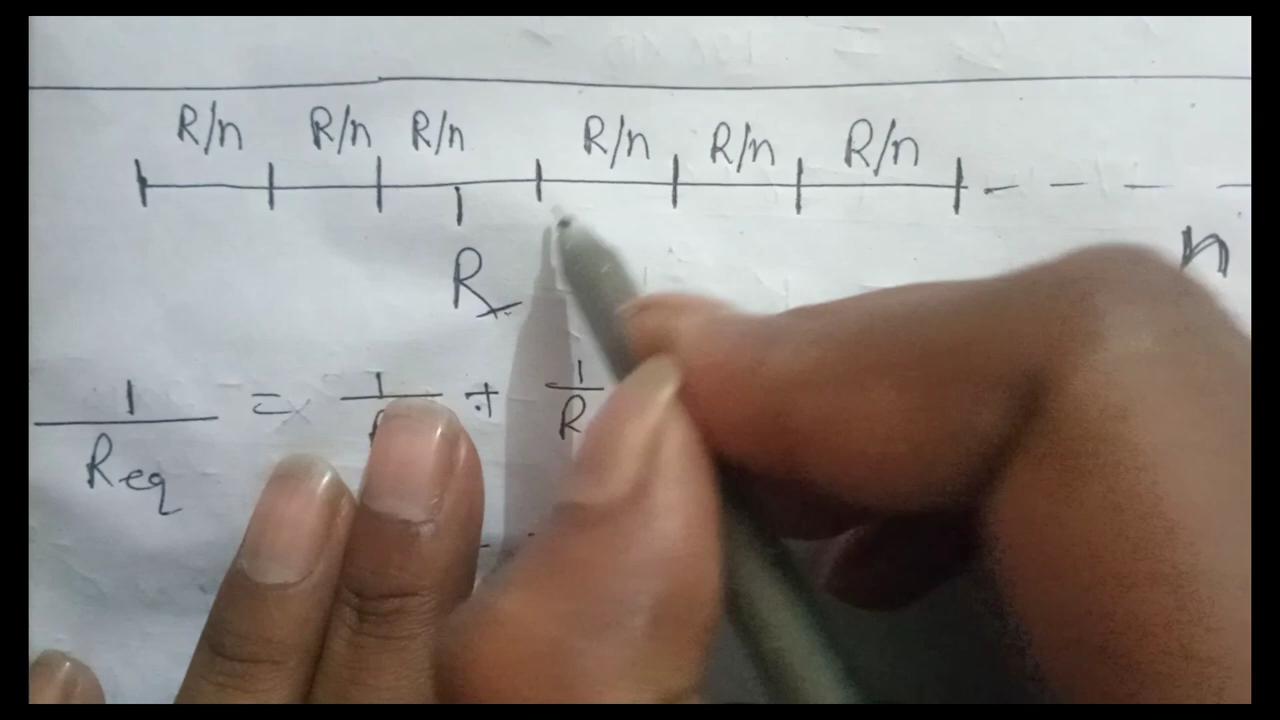 R/n R/n R/n R/n R/n R/n
R n
1/Req = 1/ + 1/R